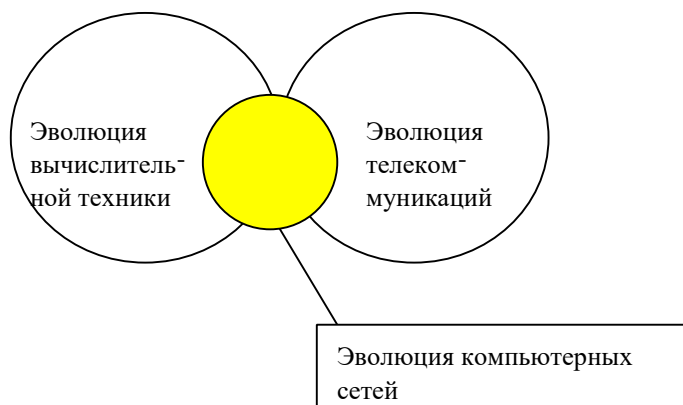 Эволюция
вычислитель-
ной техники
Эволюция
телеком-
муникаций
Эволюция компьютерных
сетей